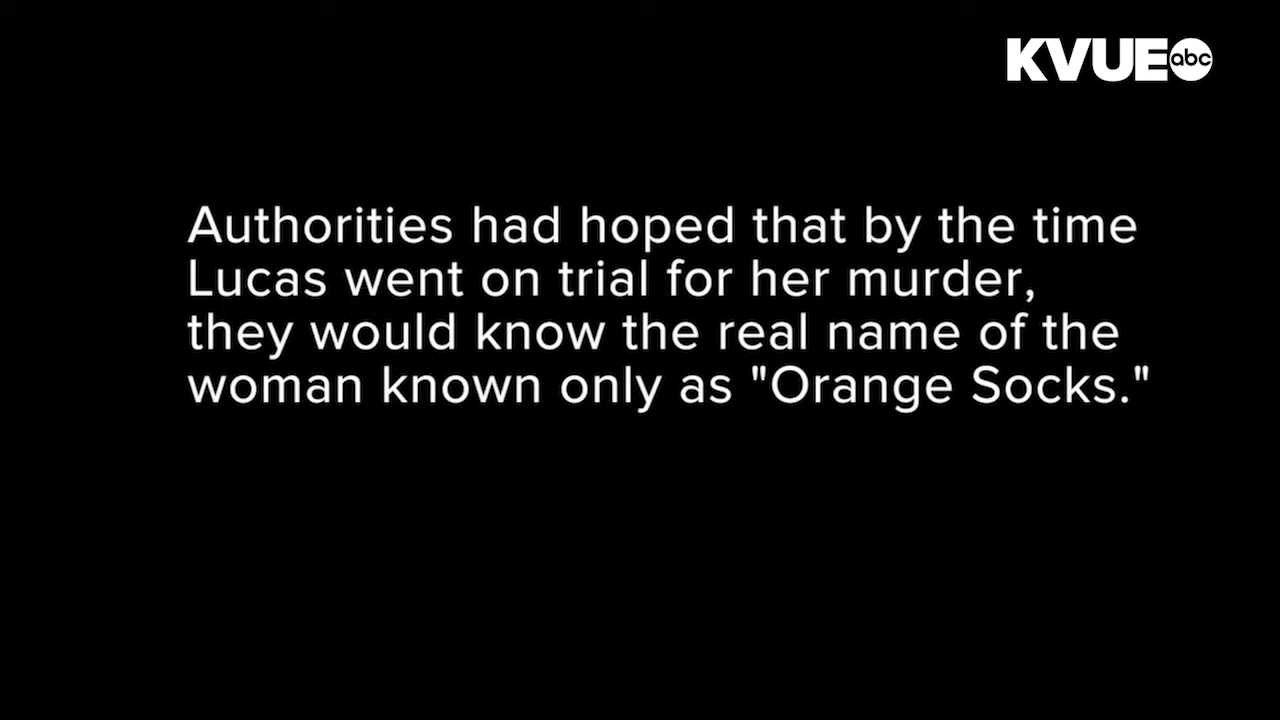 KVUE abc
Authorities had hoped that by the time
Lucas went on trial for her murder,
they would know the real name of the
woman known only as "Orange Socks."